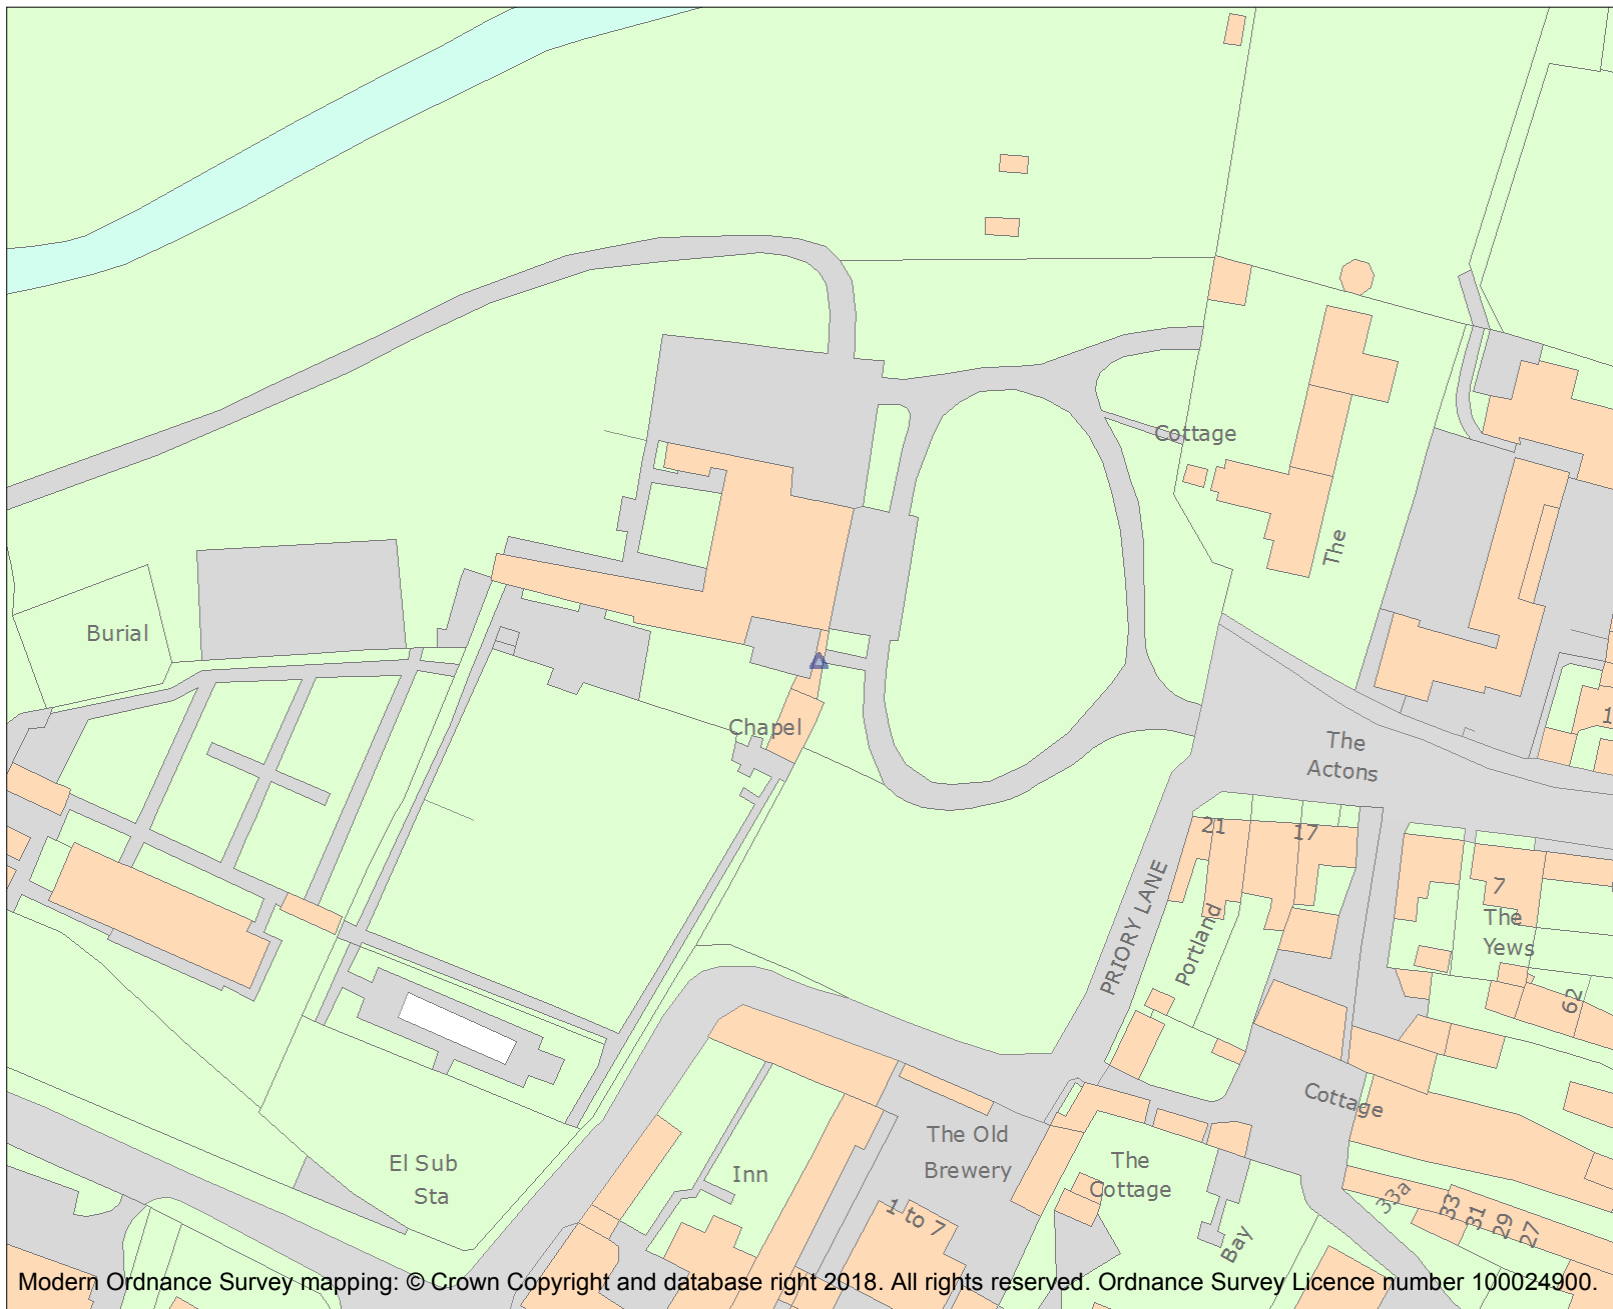 Cottage
The
Burial
Chapel
The
Actons
21
17
PRIORY LANE
Portland
7
The
Yews
62
Cottage
The Old
Brewery
El Sub
Sta
Inn
The
Cottage
1 to 7
Bay
33a
33
31
29
27
1
Modern Ordnance Survey mapping: © Crown Copyright and database right 2018. All rights reserved. Ordnance Survey Licence number 100024900.